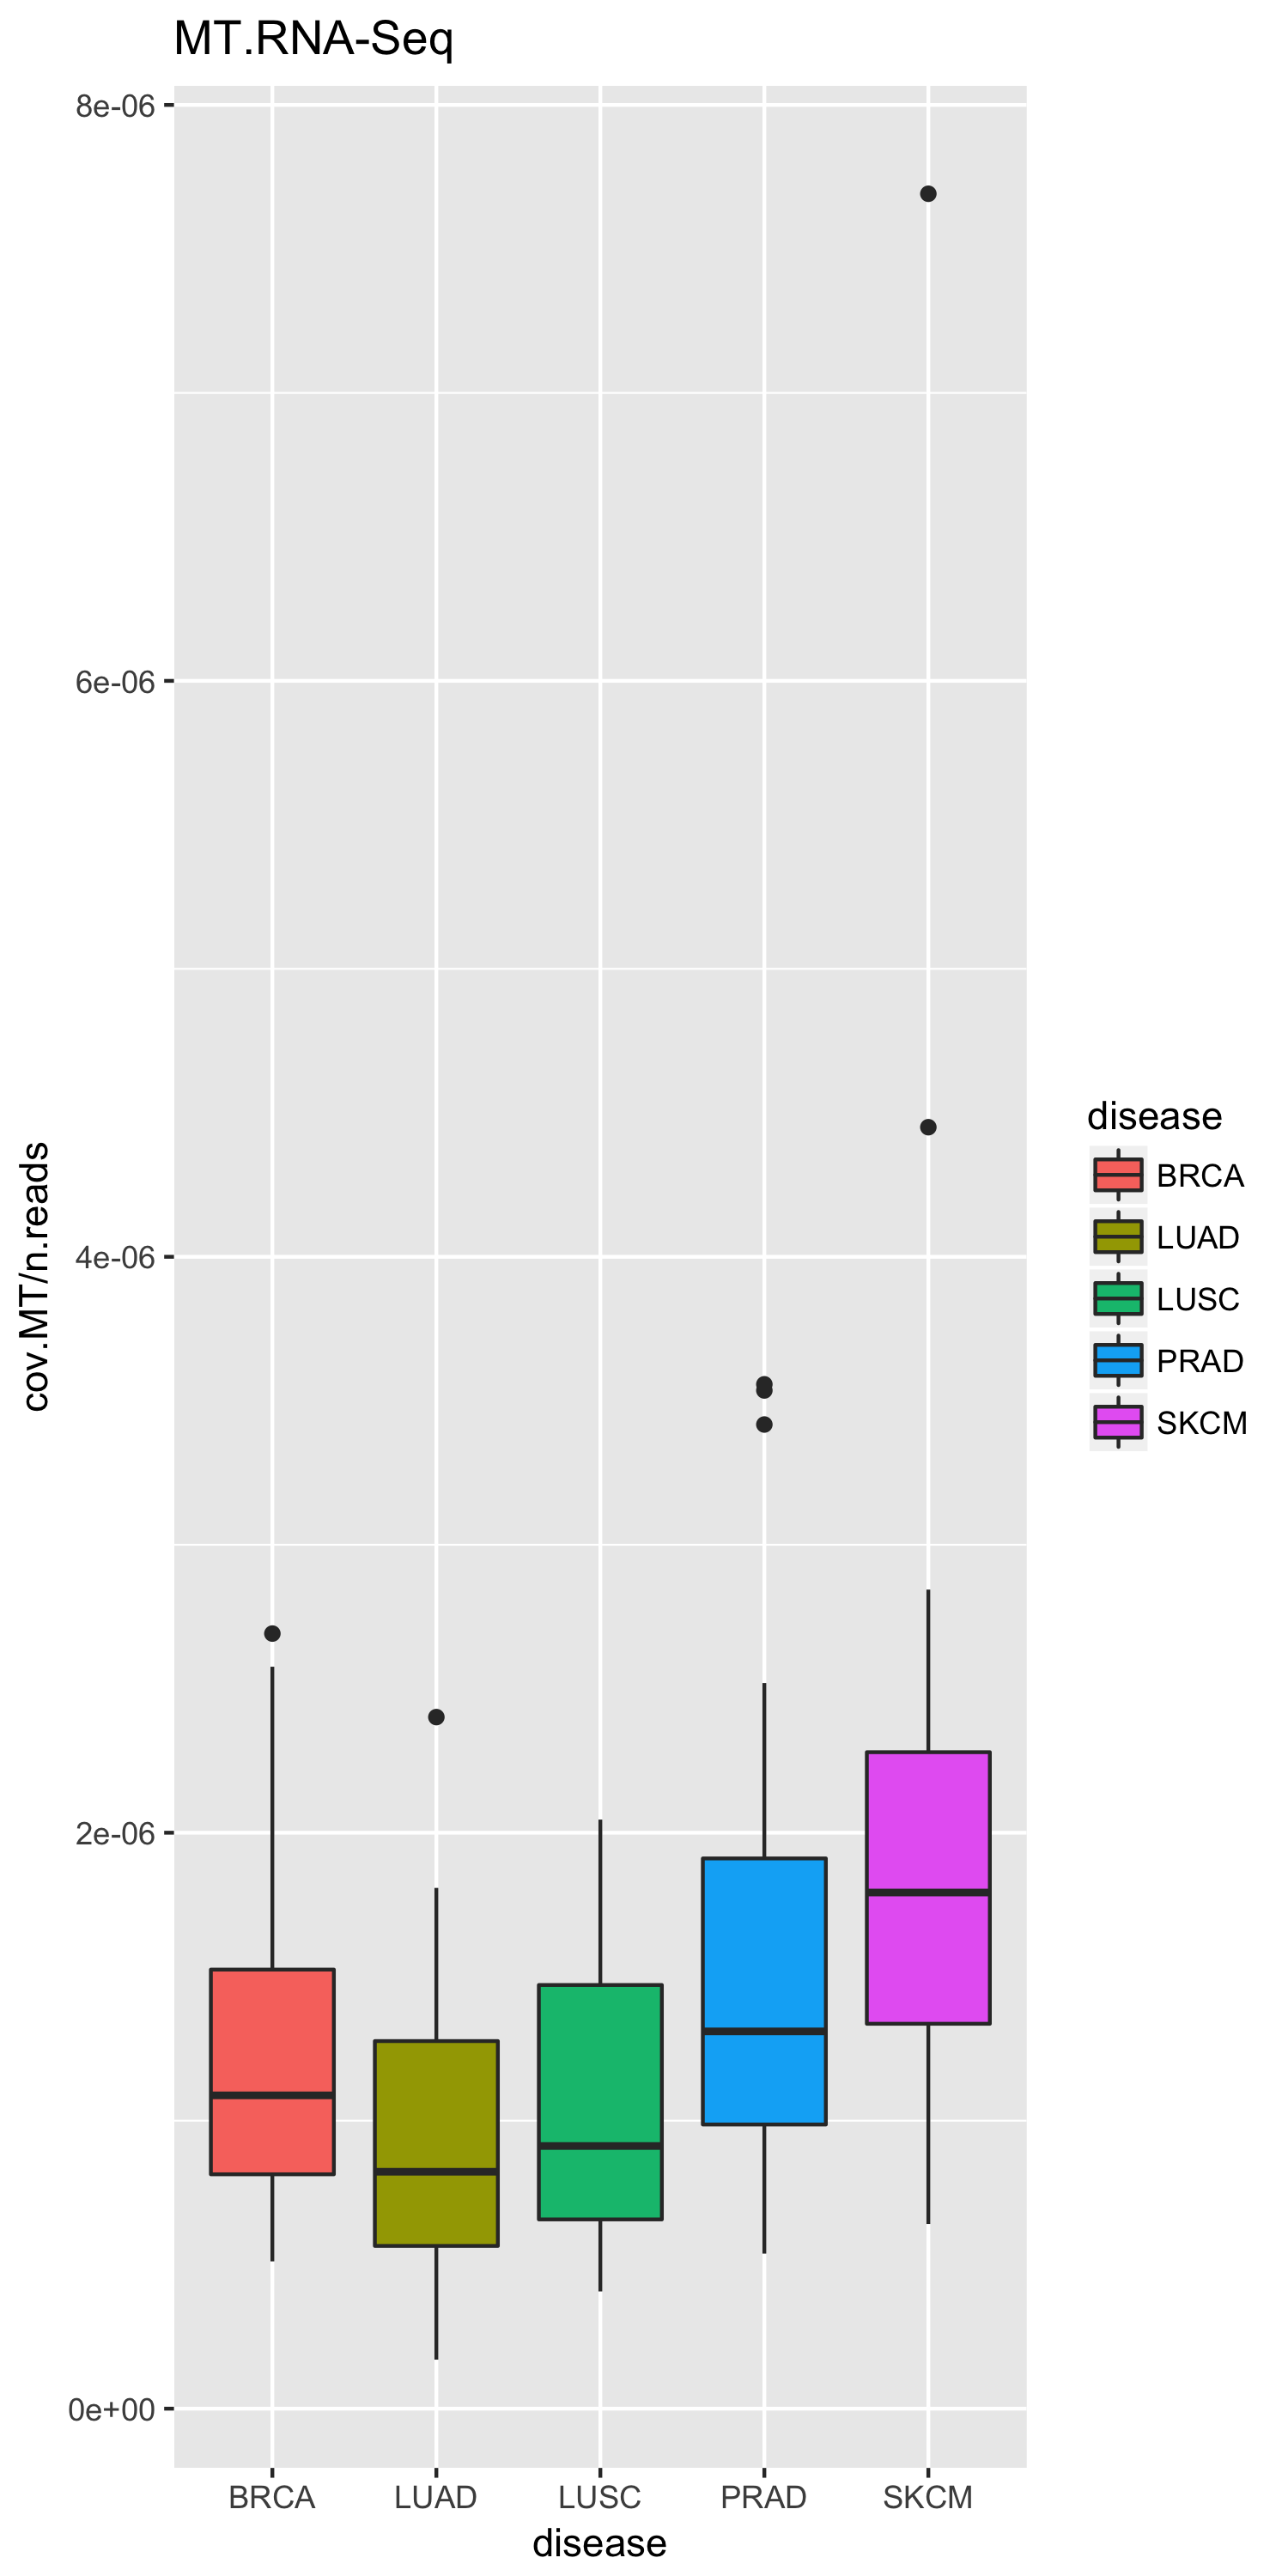 MT.RNA-Seq
8e-06
6e-06
4e-06
2e-06
0e+00
cov.MT/n.reads
BRCA
LUAD
LUSC
PRAD
SKCM
disease
disease
BRCA
LUAD
LUSC
PRAD
SKCM